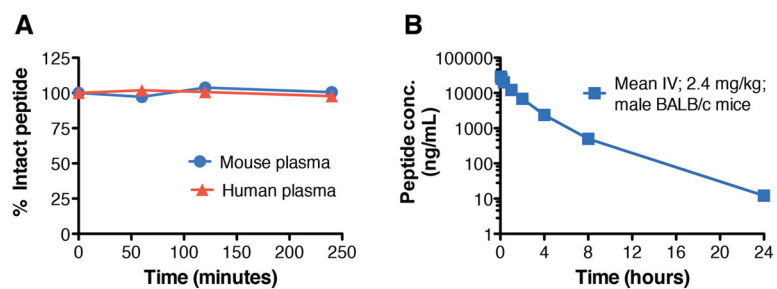 A
125
100
75
50
25
0
% Intact peptide
Mouse plasma
Human plasma
0 50 100 150 200 250
Time (minutes)
B
100000
10000
1000
100
10
1
Peptide conc.
(ng/mL)
Mean IV; 2.4 mg/kg;
male BALB/c mice
0 4 8 12 16 20 24
Time (hours)